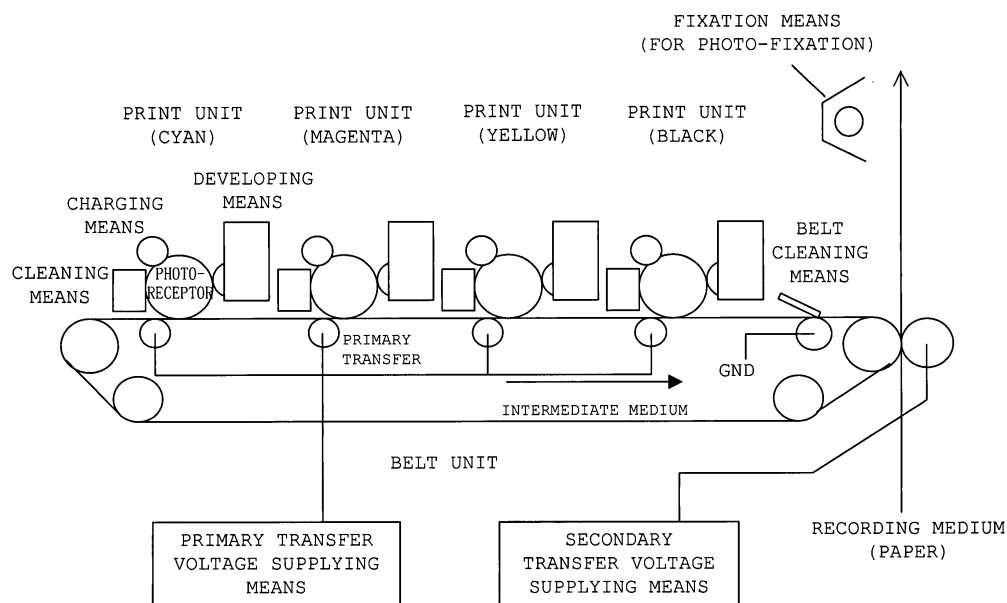 FIXATION MEANS
(FOR PHOTO-FIXATION)
PRINT UNIT
(CYAN)
PRINT UNIT
(MAGENTA)
PRINT UNIT
(YELLOW)
PRINT UNIT
(BLACK)
DEVELOPING
MEANS
CHARGING
MEANS
CLEANING
MEANS
PHOTO-
RECEPTOR
BELT
CLEANING
MEANS
PRIMARY
TRANSFER
GND
INTERMEDIATE MEDIUM
BELT UNIT
PRIMARY TRANSFER
VOLTAGE SUPPLYING
MEANS
SECONDARY
TRANSFER VOLTAGE
SUPPLYING MEANS
RECORDING MEDIUM
(PAPER)